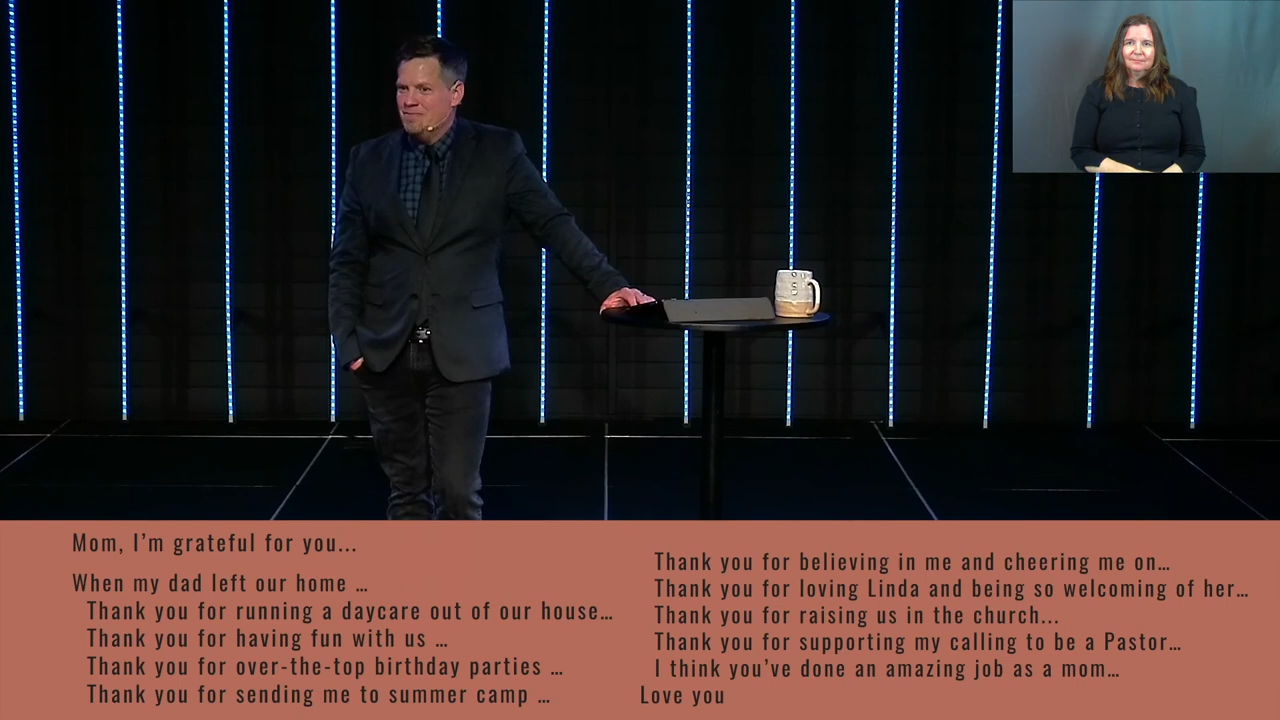 Mom, I'm grateful for you...
When my dad left our home …
Thank you for running a daycare out of our house…
Thank you for having fun with us …
Thank you for over-the-top birthday parties …
Thank you for sending me to summer camp …
Thank you for believing in me and cheering me on…
Thank you for loving Linda and being so welcoming of her…
Thank you for raising us in the church...
Thank you for supporting my calling to be a Pastor…
I think you've done an amazing job as a mom…
Love you